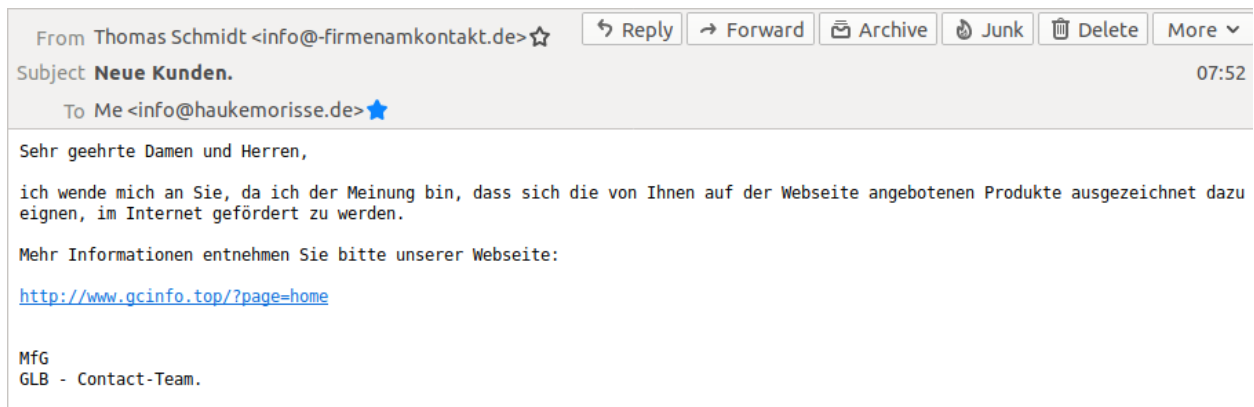 From Thomas Schmidt <info@-firmenamkontakt.de>
Reply Forward Archive Junk Delete More
Subject Neue Kunden. 07:52
To Me <info@haukemorisse.de>
Sehr geehrte Damen und Herren,
ich wende mich an Sie, da ich der Meinung bin, dass sich die von Ihnen auf der Webseite angebotenen Produkte ausgezeichnet dazu
eignen, im Internet gefördert zu werden.
Mehr Informationen entnehmen Sie bitte unserer Webseite:
http://www.gcinfo.top/?page=home
MfG
GLB - Contact-Team.